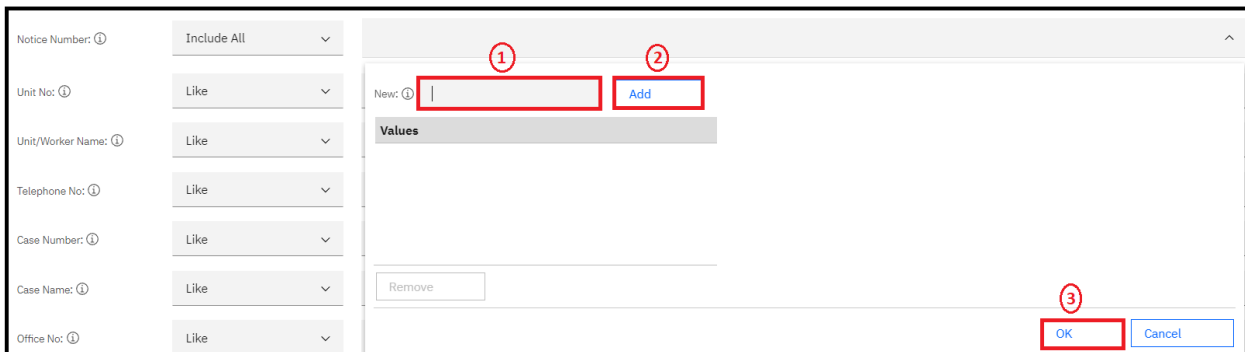 Notice Number: Include All
1 2
Unit No: Like New: Add
Values
Unit/Worker Name: Like
Telephone No: Like
Case Number: Like
Case Name: Like Remove
3
Office No: Like OK Cancel